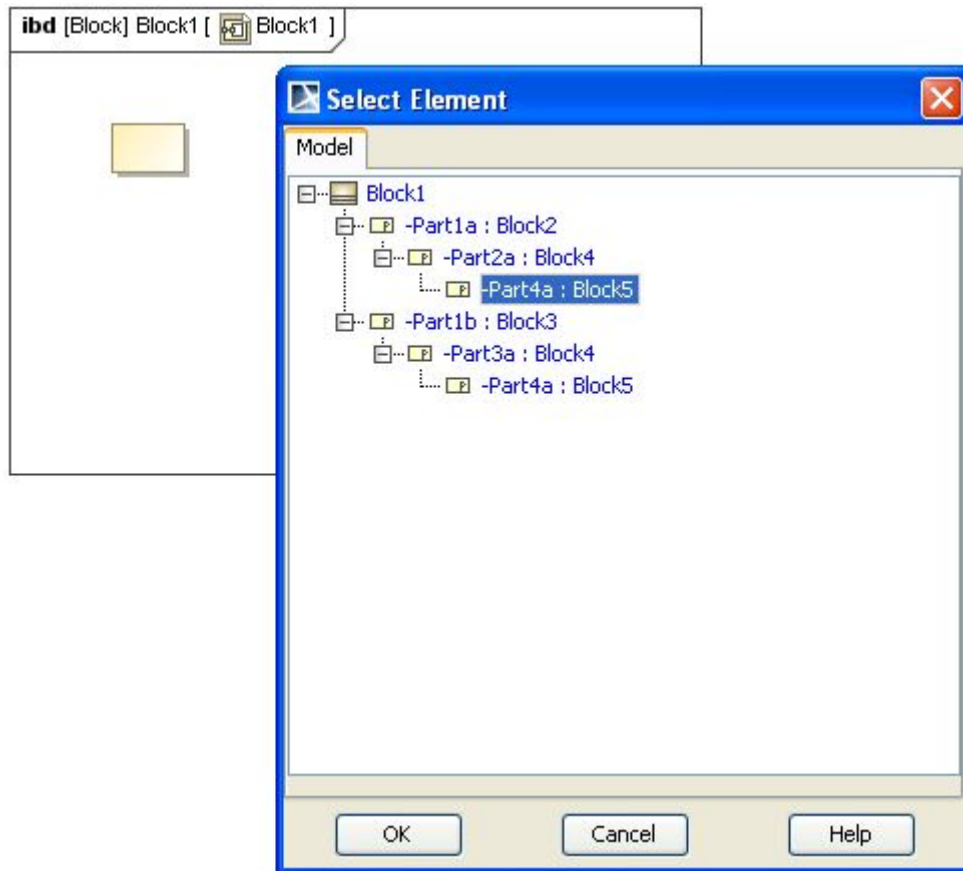 ibd [Block] Block1 [ Block1 ]
Select Element
Model
Block1
-Part1a : Block2
-Part2a : Block4
-Part4a : Block5
-Part1b : Block3
-Part3a : Block4
-Part4a : Block5
OK Cancel Help